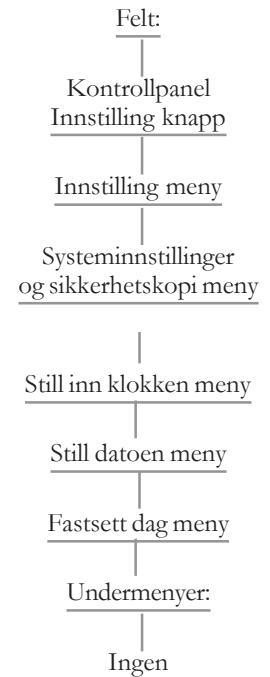 Felt:
Kontrollpanel
Innstilling knapp
Innstilling meny
Systeminnstillinger
og sikkerhetskopi meny
Still inn klokken meny
Still datoen meny
Fastsett dag meny
Undermenyer:
Ingen